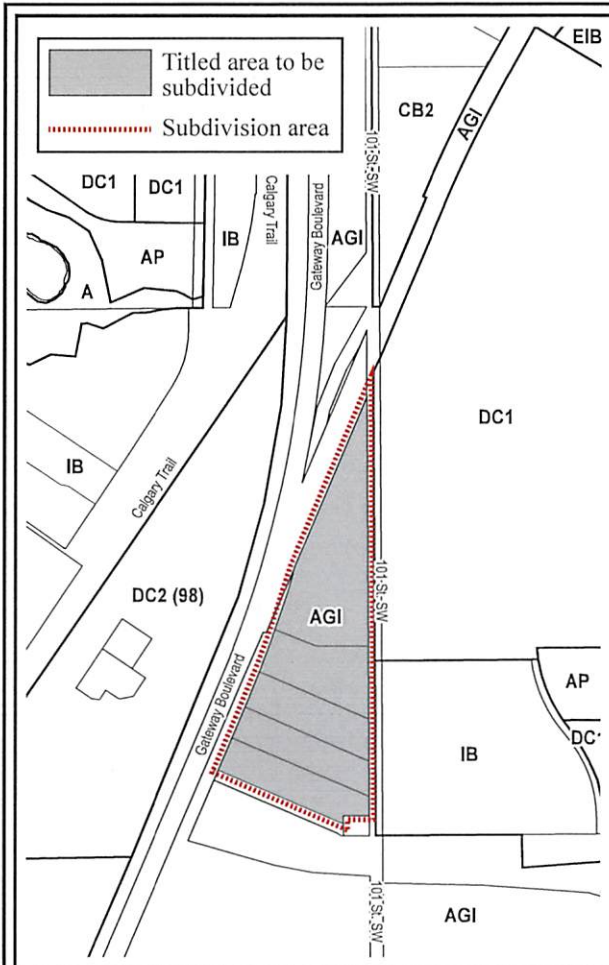 Titled area to be
subdivided
Subdivision area
EIB
CB2
AGI
101-St.-SW
DC1
DC1
IB
Calgary Trail
Gateway Boulevard
AGI
AP
A
DC1
IB
Calgary Trail
DC2 (98)
AGI
101-St.-SW
Gateway Boulevard
AP
DC1
IB
101 St. SW
AGI